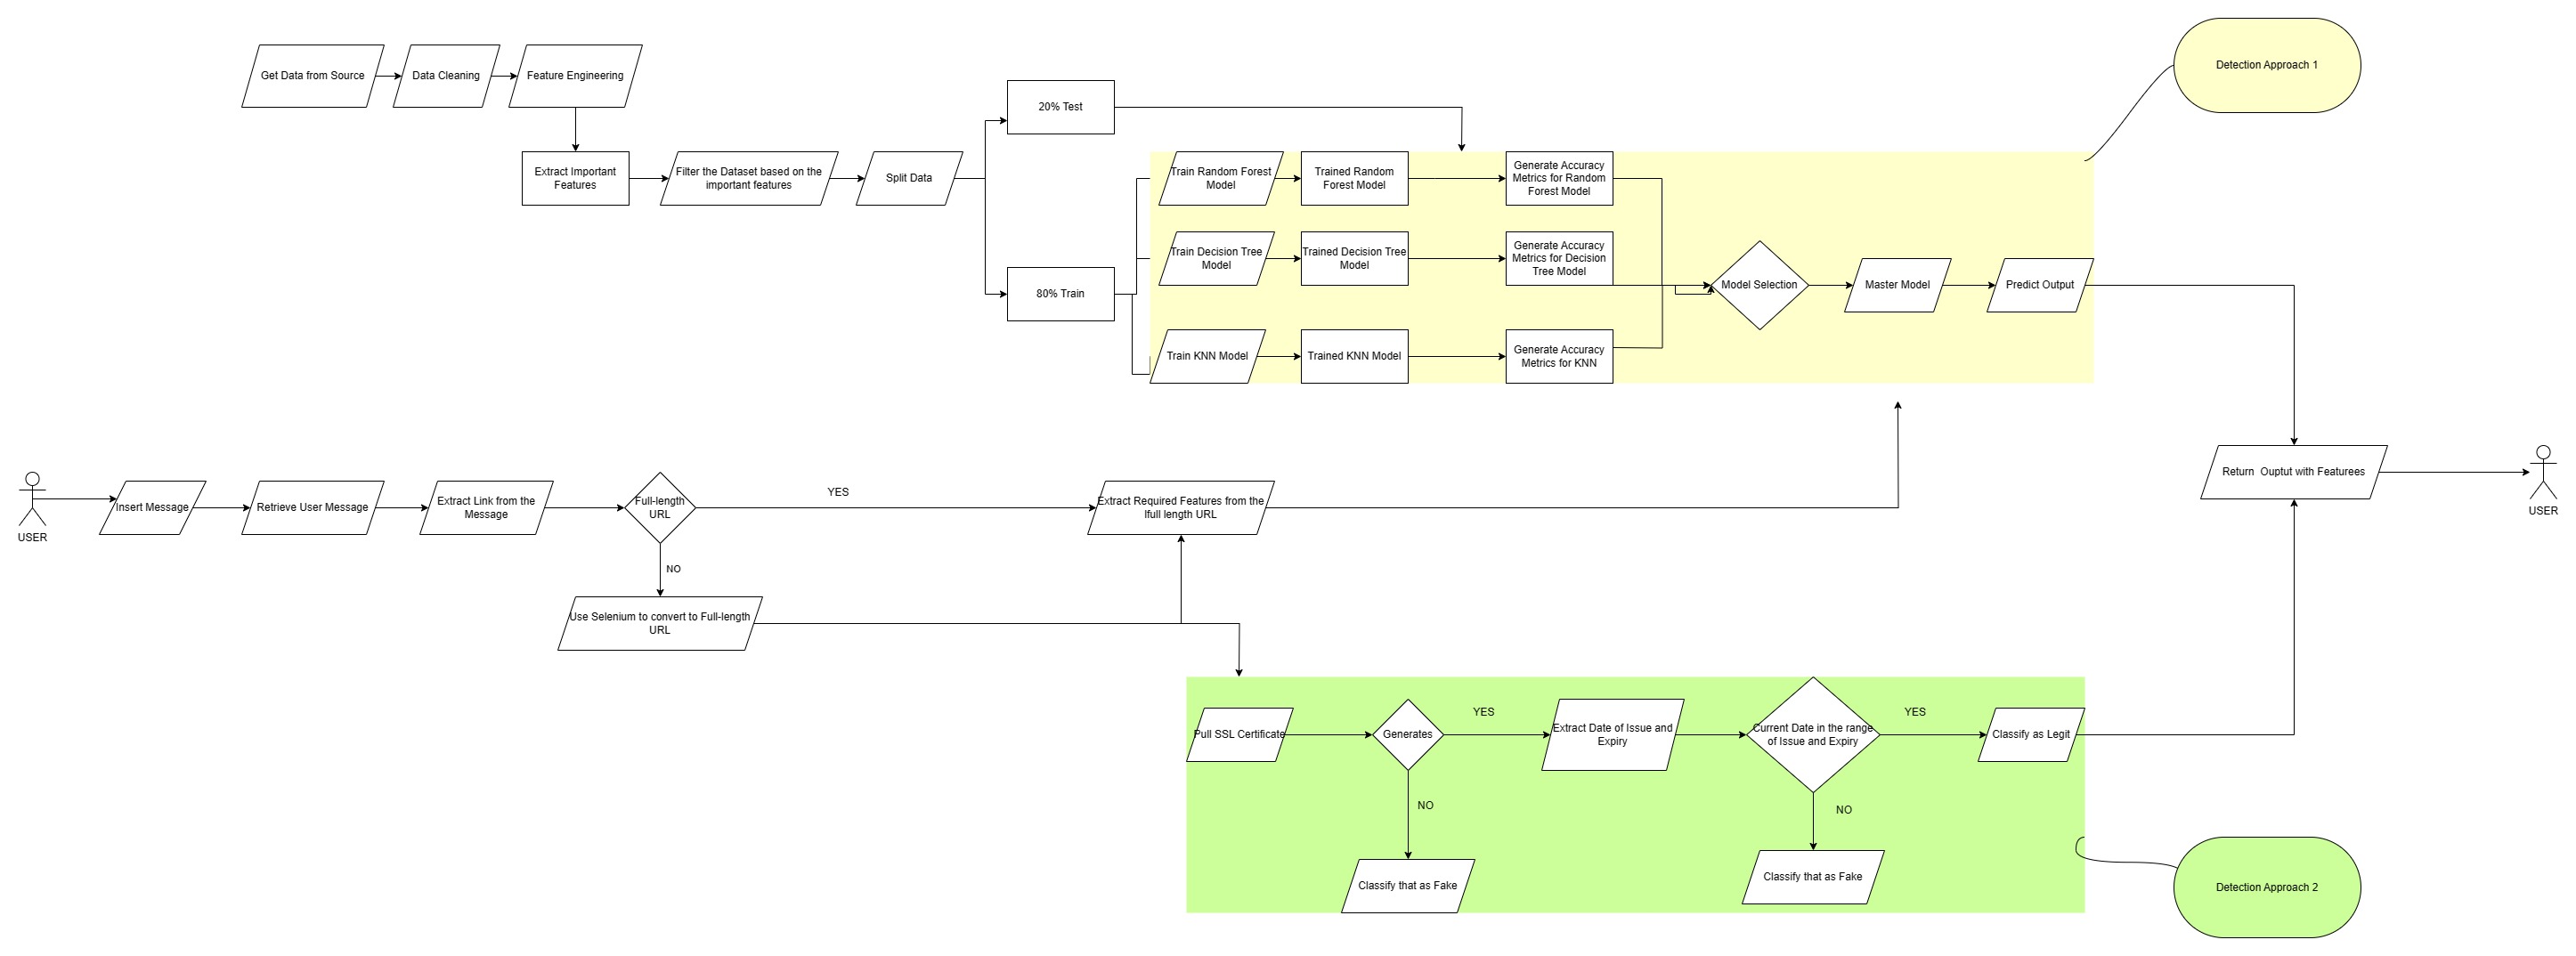 Detection Approach 1
Get Data from Source
Data Cleaning
Feature Engineering
20% Test
Extract Important
Features
Filter the Dataset based on the
important features
Split Data
Train Random Forest
Model
Trained Random
Forest Model
Generate Accuracy
Metrics for Random
Forest Model
Train Decision Tree
Model
Trained Decision Tree
Model
Generate Accuracy
Metrics for Decision
Tree Model
80% Train
Model Selection
Master Model
Predict Output
Train KNN Model
Trained KNN Model
Generate Accuracy
Metrics for KNN
USER
Insert Message
Retrieve User Message
Extract Link from the
Message
Full-length
URL
YES
Extract Required Features from the
lfull length URL
Return  Ouptut with Featurees
USER
NO
Use Selenium to convert to Full-length
URL
Pull SSL Certificate
Generates
YES
Extract Date of Issue and
Expiry
Current Date in the range
of Issue and Expiry
YES
Classify as Legit
NO
NO
Classify that as Fake
Classify that as Fake
Detection Approach 2